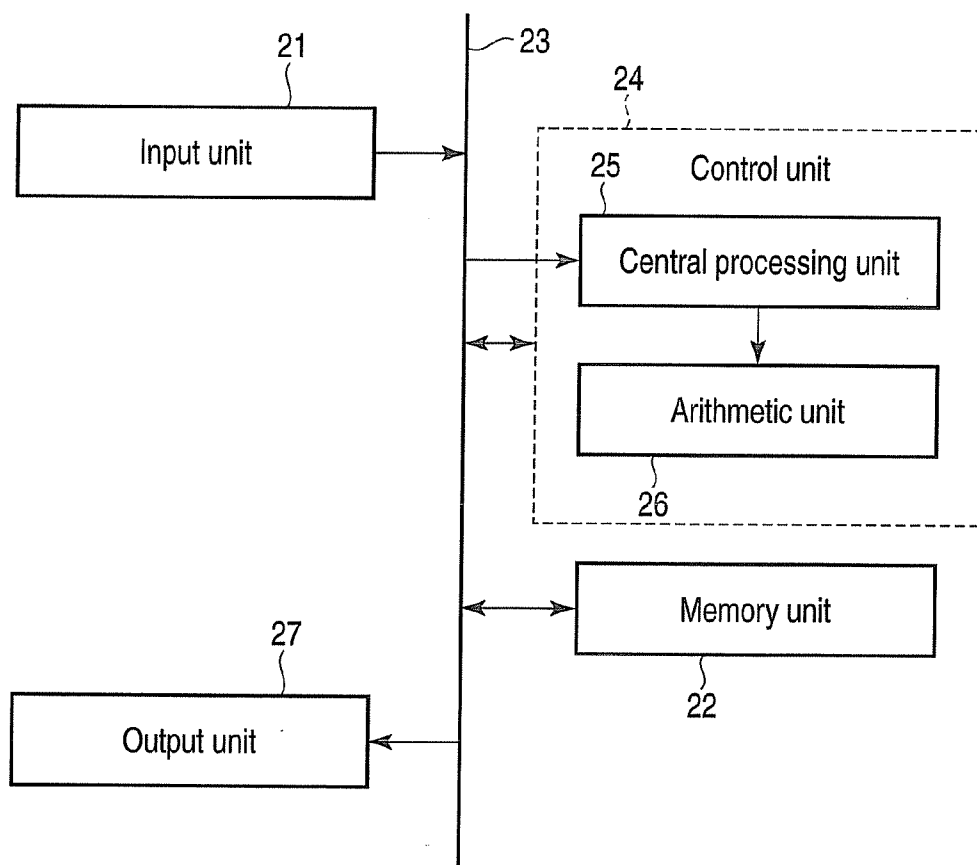 21
23
24
Input unit
Control unit
25
Central processing unit
Arithmetic unit
26
27
Memory unit
22
Output unit